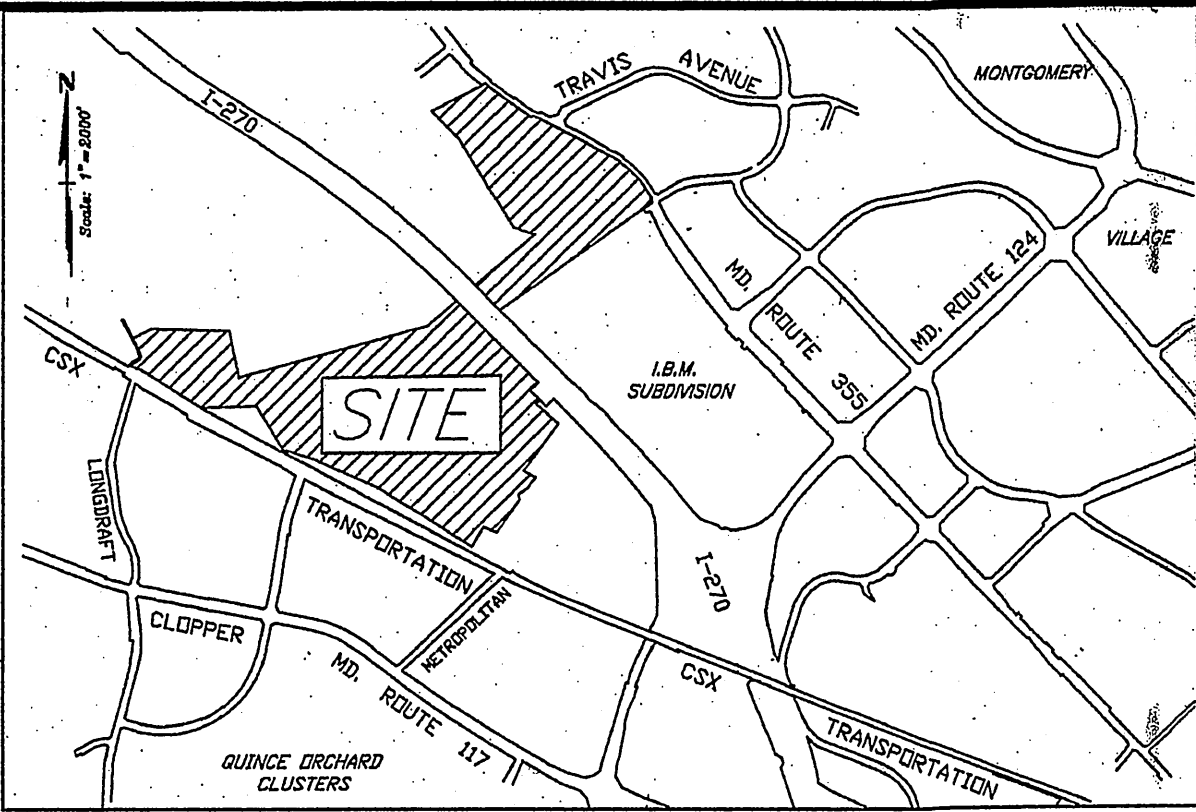 TRAVIS AVENUE
MONTGOMERY
I-270
N
Scale: 1" = 2000'
VILLAGE
MD. ROUTE 124
MD. ROUTE 355
I.B.M.
SUBDIVISION
CSX
SITE
LONGDRAFT
TRANSPORTATION
I-270
METROPOLITAN
CLOPPER
MD. ROUTE 117
CSX
TRANSPORTATION
QUINCE ORCHARD
CLUSTERS